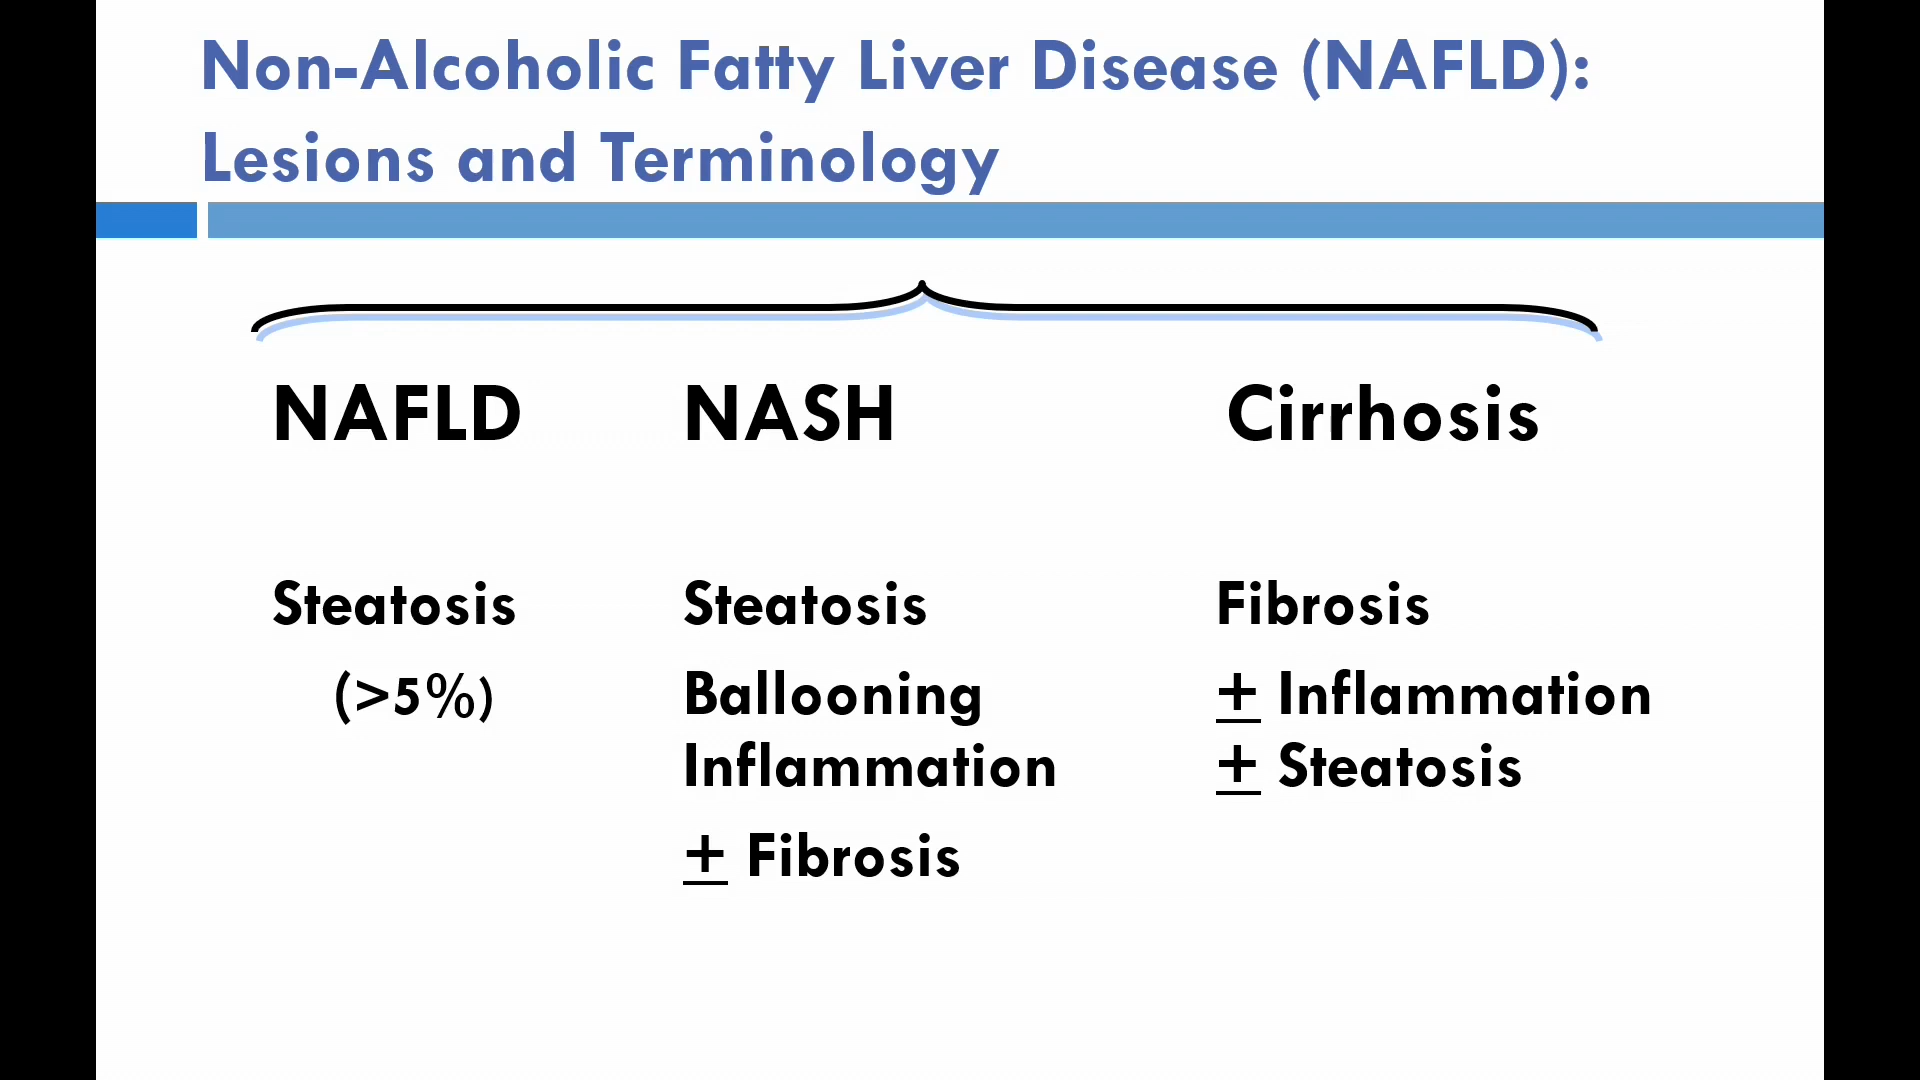 Non-Alcoholic Fatty Liver Disease (NAFLD):
Lesions and Terminology
NAFLD
NASH
Cirrhosis
Steatosis
(>5%)
Steatosis
Ballooning
Inflammation
± Fibrosis
Fibrosis
± Inflammation
± Steatosis